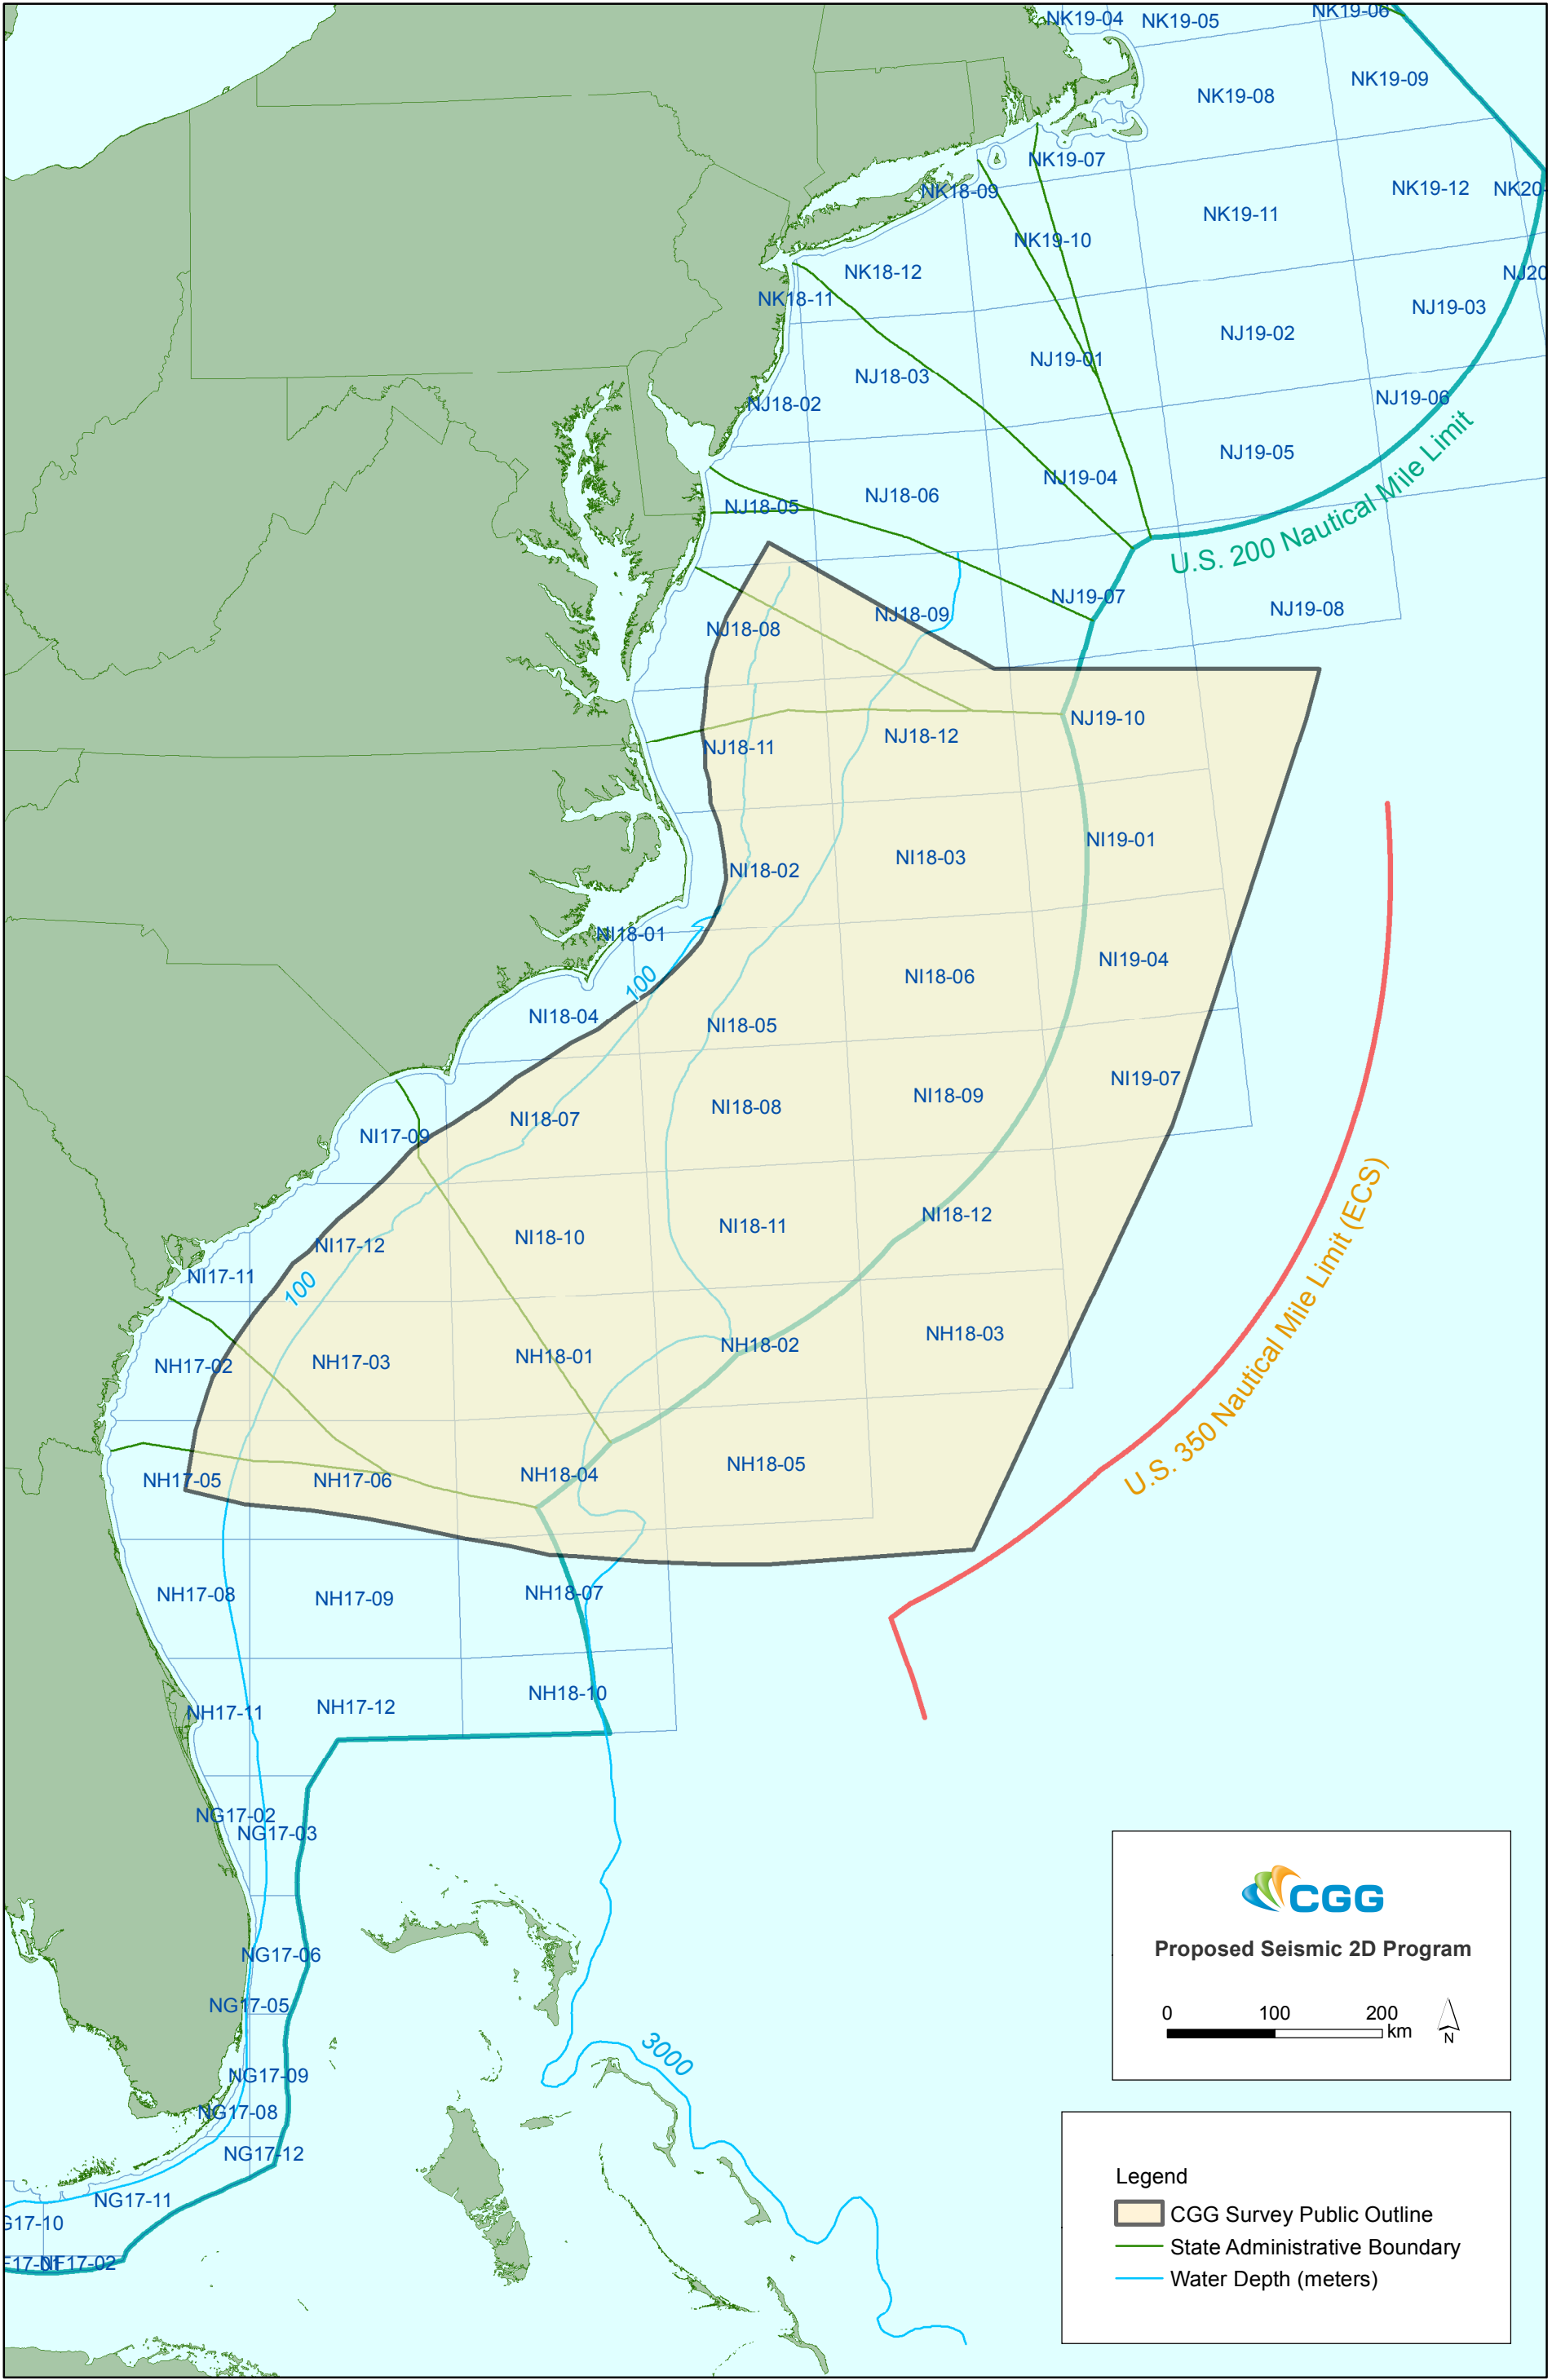 NK19-04
NK19-05
NK19-06
NK19-08
NK19-09
NK19-07
NK18-09
NK19-12
NK20-
NK19-11
NK19-10
NK18-12
NJ20
NK18-11
NJ19-03
NJ19-02
NJ19-01
NJ18-03
NJ18-02
NJ19-06
NJ19-05
NJ19-04
NJ18-06
NJ18-05
U.S. 200 Nautical Mile Limit
NJ19-07
NJ19-08
NJ18-09
NJ18-08
NJ19-10
NJ18-12
NJ18-11
NI19-01
NI18-03
NI18-02
NI18-01
NI19-04
NI18-06
100
NI18-04
NI18-05
NI19-07
NI18-09
NI18-08
NI18-07
NI17-09
NI18-12
NI18-11
NI18-10
NI17-12
NI17-11
100
U.S. 350 Nautical Mile Limit (ECS)
NH18-03
NH18-02
NH18-01
NH17-03
NH17-02
NH18-05
NH18-04
NH17-06
NH17-05
NH18-07
NH17-09
NH17-08
NH18-10
NH17-12
NH17-11
NG17-02
NG17-03
NG17-06
NG17-05
3000
NG17-09
NG17-08
NG17-12
NG17-11
G17-10
NF17-02
CGG
Proposed Seismic 2D Program
0 100 200
km
N
Legend
CGG Survey Public Outline
State Administrative Boundary
Water Depth (meters)